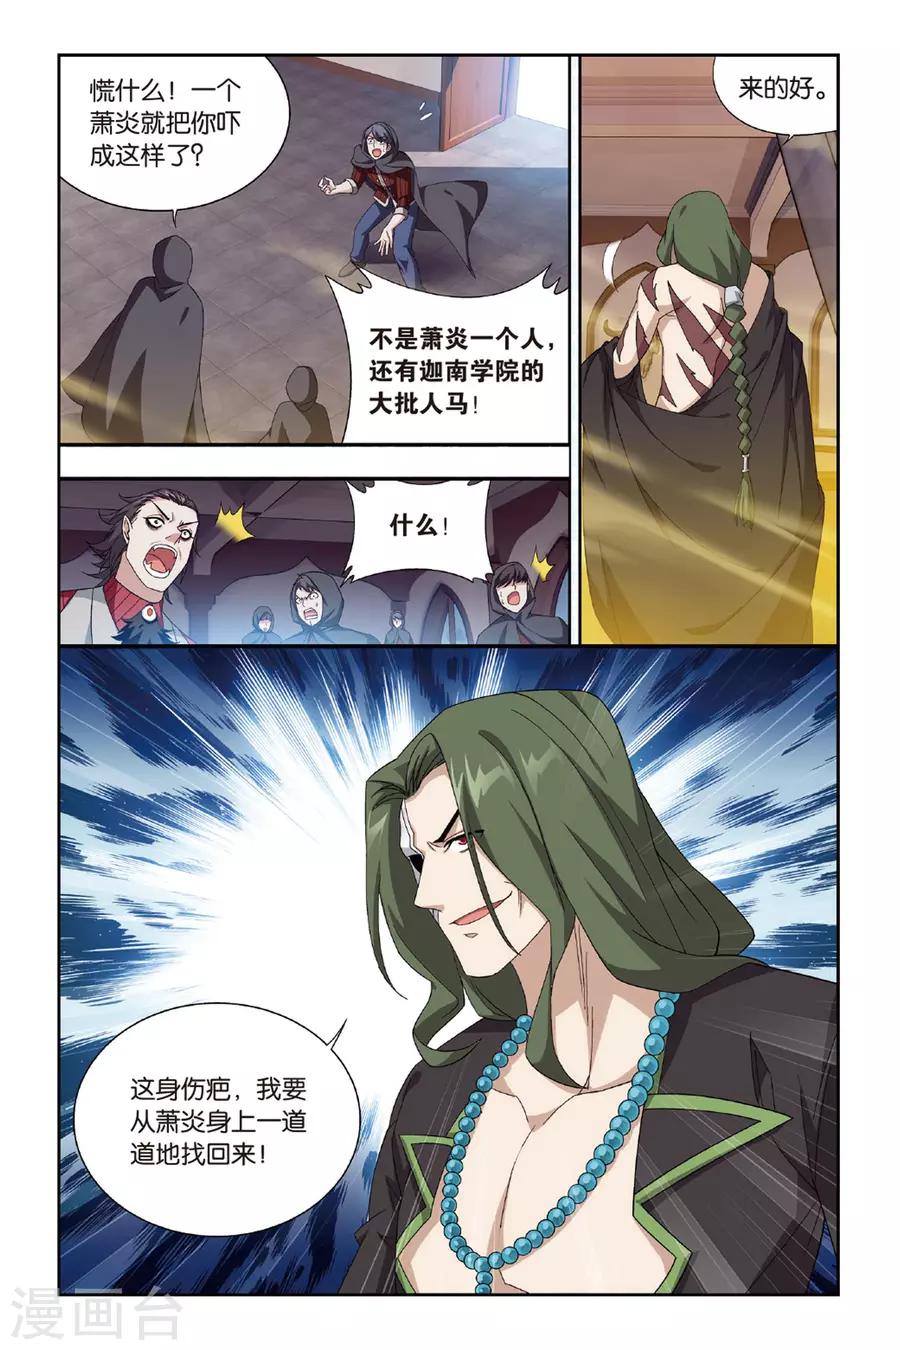 慌什么！一个
萧炎就把你吓
成这样了？
不是萧炎一个人，
还有迦南学院的
大批人马！
什么！
来的好。
这身伤疤，我要
从萧炎身上一道
道地找回来！
漫画台